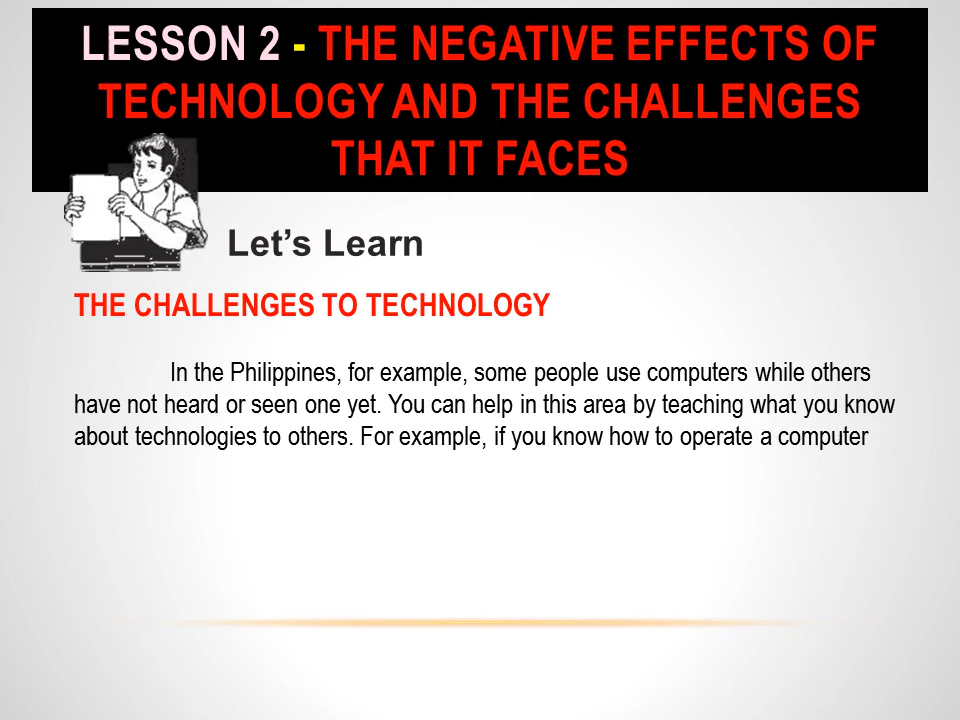 LESSON 2 - THE NEGATIVE EFFECTS OF
TECHNOLOGY AND THE CHALLENGES
THAT IT FACES
Let’s Learn
THE CHALLENGES TO TECHNOLOGY
In the Philippines, for example, some people use computers while others
have not heard or seen one yet. You can help in this area by teaching what you know
about technologies to others. For example, if you know how to operate a computer